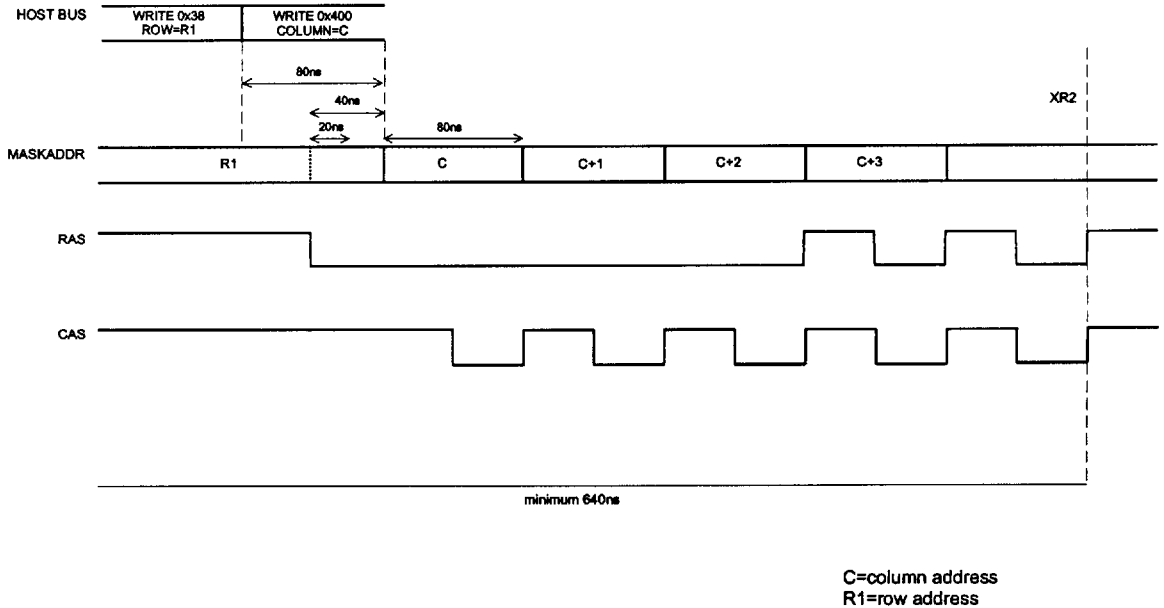 HOST BUS
WRITE 0x38
ROW=R1
WRITE 0x400
COLUMN=C
80ns
40ns
20ns
80ns
XR2
MASKADDR
R1
C
C+1
C+2
C+3
RAS
CAS
minimum 640ns
C=column address
R1=row address